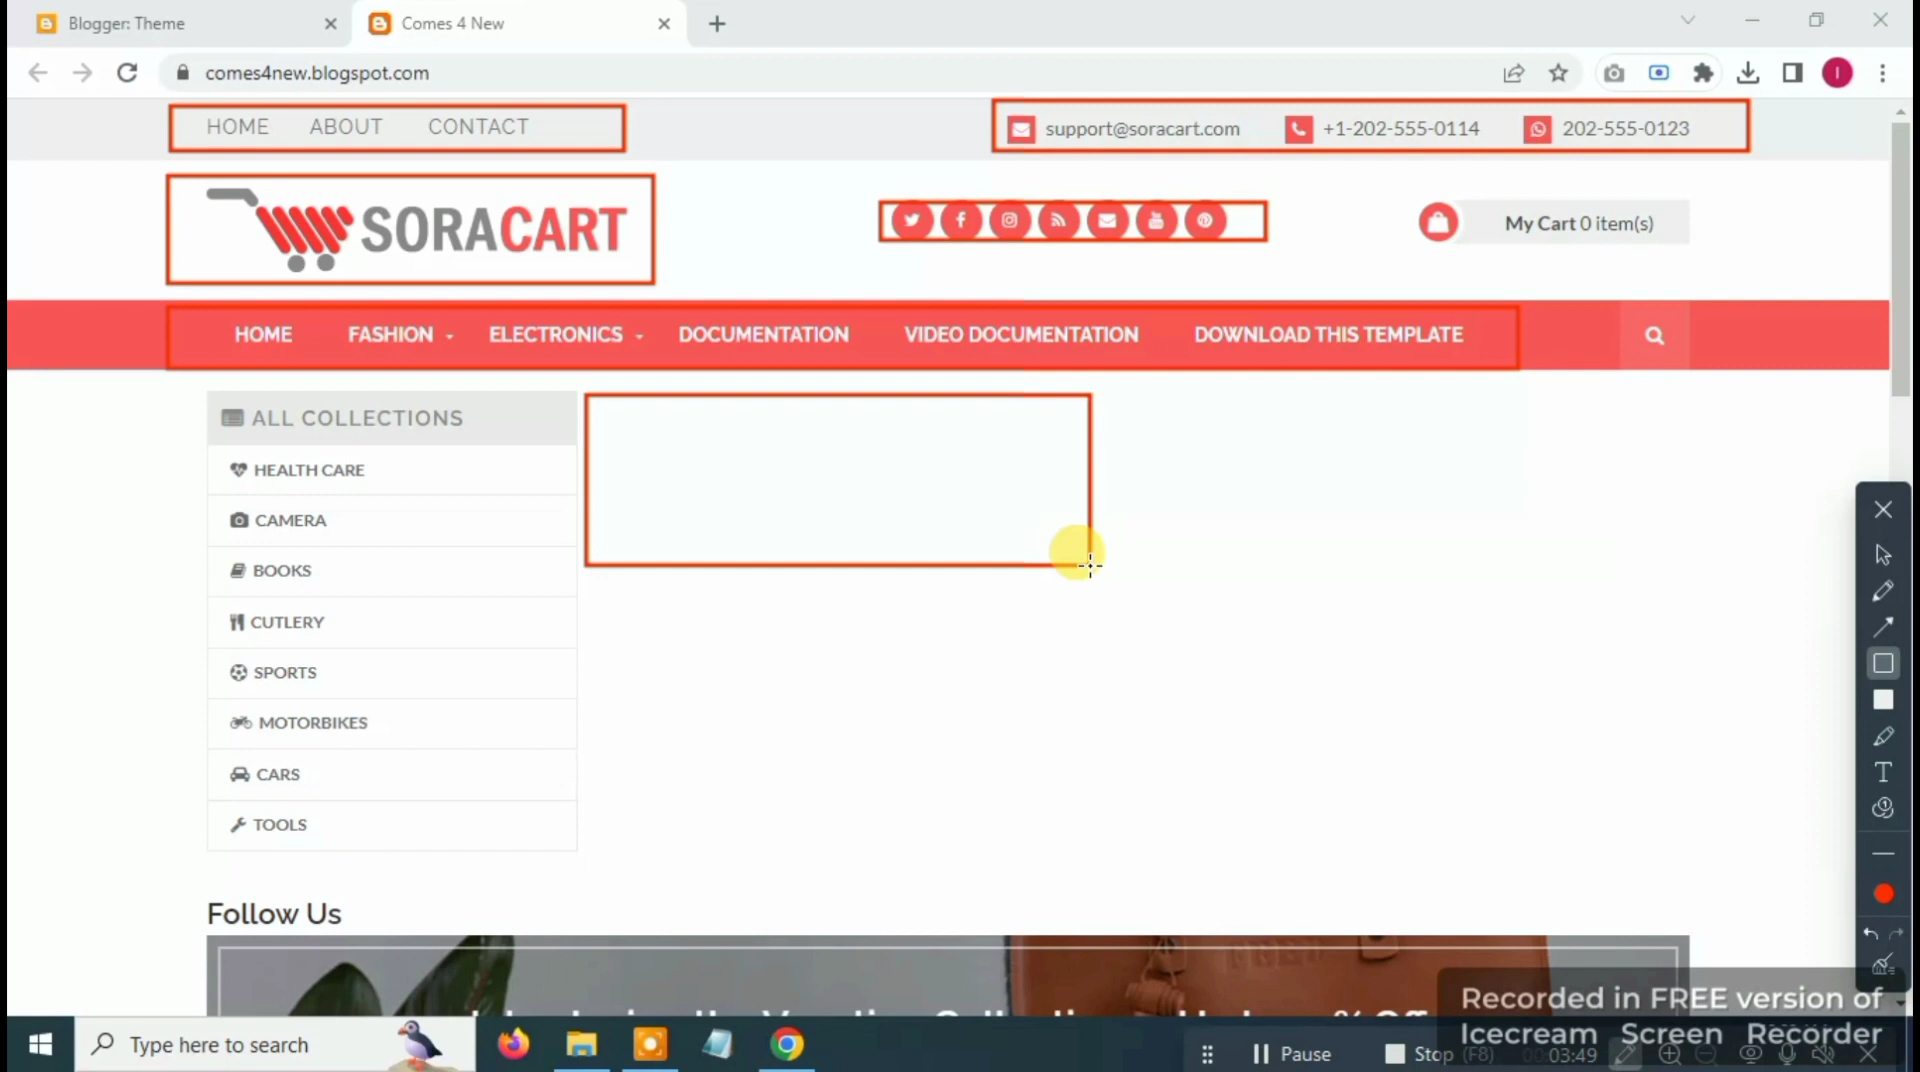 Blogger: Theme
Comes 4 New
comes4new.blogspot.com
I
HOME ABOUT CONTACT
support@soracart.com +1-202-555-0114 202-555-0123
SORACART
My Cart 0 item(s)
HOME FASHION ELECTRONICS DOCUMENTATION VIDEO DOCUMENTATION DOWNLOAD THIS TEMPLATE
ALL COLLECTIONS
HEALTH CARE
CAMERA
BOOKS
CUTLERY
SPORTS
MOTORBIKES
CARS
TOOLS
Follow Us
Recorded in FREE version of
Icecream Screen Recorder
Type here to search
Pause Stop (F8) 00:03:49